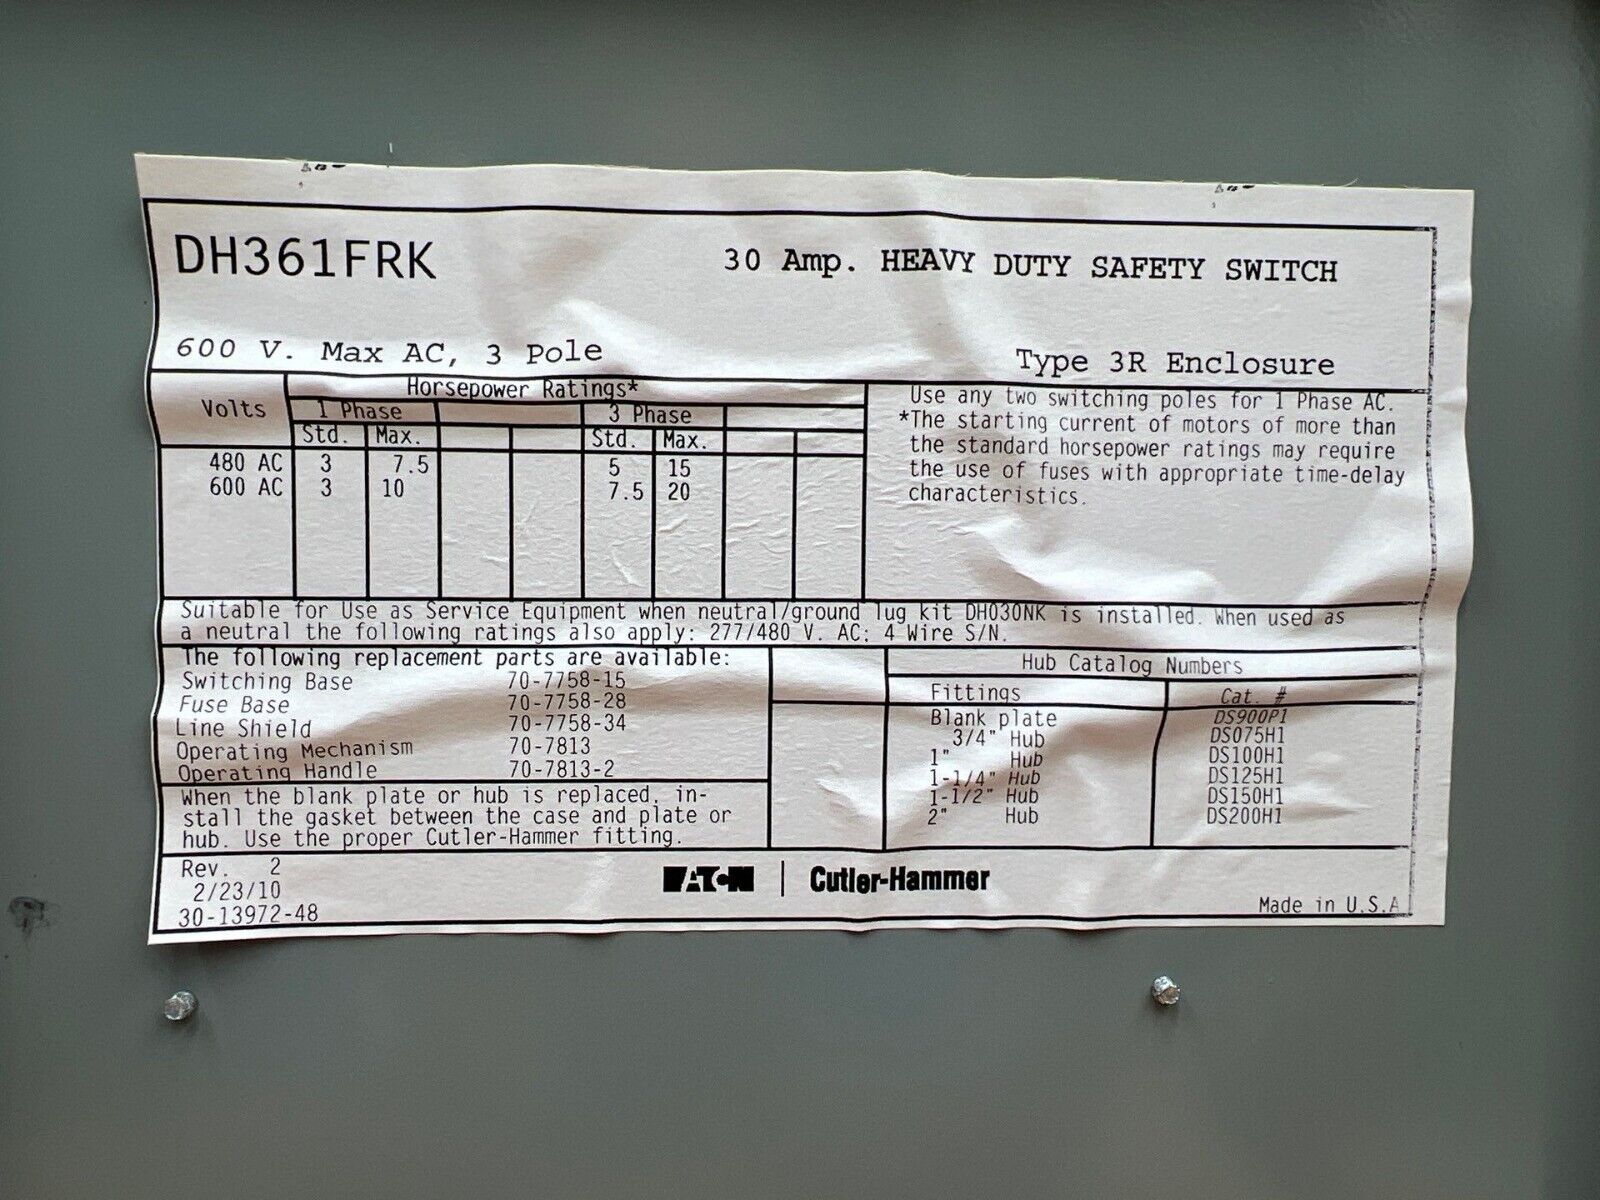 DH361FRK 30 Amp. HEAVY DUTY SAFETY SWITCH
600 V. Max AC, 3 Pole Type 3R Enclosure
Volts Horsepower Ratings*
1 Phase 3 Phase
Std. Max. Std. Max.
480 AC 3 7.5 5 15
600 AC 3 10 7.5 20
Use any two switching poles for 1 Phase AC.
*The starting current of motors of more than
the standard horsepower ratings may require
the use of fuses with appropriate time-delay
characteristics.
Suitable for Use as Service Equipment when neutral/ground lug kit DH030NK is installed. When used as
a neutral the following ratings also apply: 277/480 V. AC: 4 Wire S/N.
The following replacement parts are available:
Switching Base 70-7758-15
Fuse Base 70-7758-28
Line Shield 70-7758-34
Operating Mechanism 70-7813
Operating Handle 70-7813-2
When the blank plate or hub is replaced, in-
stall the gasket between the case and plate or
hub. Use the proper Cutler-Hammer fitting.
Hub Catalog Numbers
Fittings Cat. #
Blank plate DS900P1
3/4" Hub DS075H1
1" Hub DS100H1
1-1/4" Hub DS125H1
1-1/2" Hub DS150H1
2" Hub DS200H1
Rev. 2
2/23/10
30-13972-48
EATON | Cutler-Hammer
Made in U.S.A